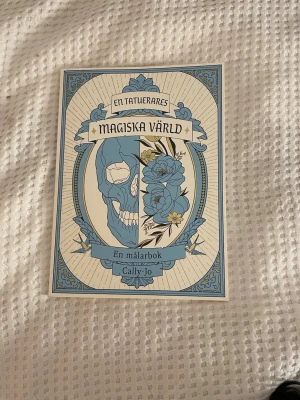 EN TATUERARES
MAGISKA VÄRLD
En målarbok
Cally-Jo